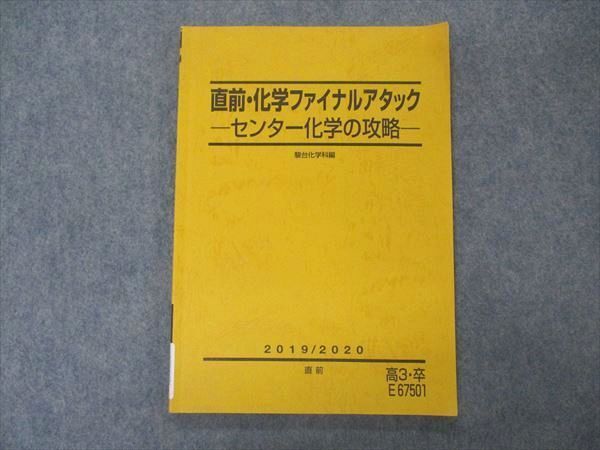 直前・化学ファイナルアタック
―センター化学の攻略―
駿台化学科編
2019/2020
直前
高3・卒
E67501